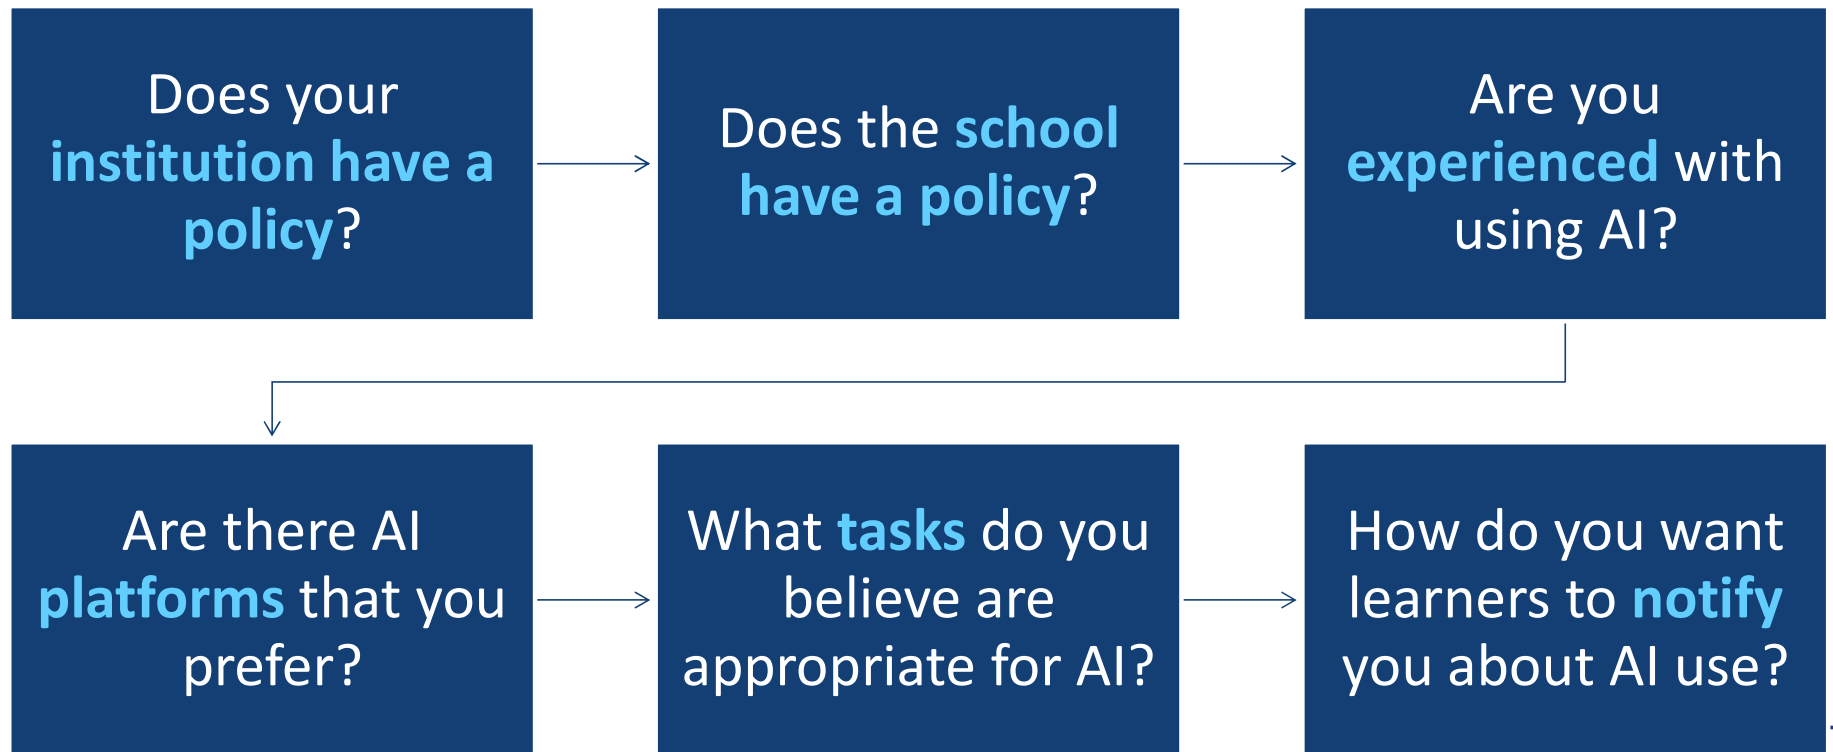 Does your
institution have a
policy?
Does the school
have a policy?
Are you
experienced with
using AI?
Are there AI
platforms that you
prefer?
What tasks do you
believe are
appropriate for AI?
How do you want
learners to notify
you about AI use?